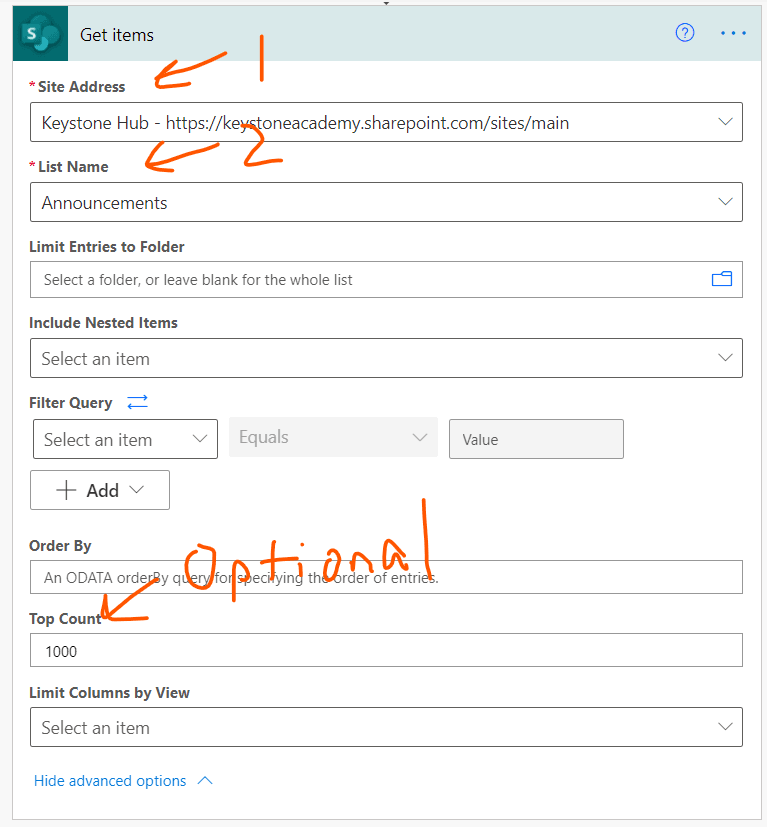 S
Get items
1
*Site Address
Keystone Hub - https://keystoneacademy.sharepoint.com/sites/main
2
*List Name
Announcements
Limit Entries to Folder
Select a folder, or leave blank for the whole list
Include Nested Items
Select an item
Filter Query
Select an item Equals Value
Add
Order By
Optional
An ODATA orderBy query for specifying the order of entries.
Top Count
1000
Limit Columns by View
Select an item
Hide advanced options